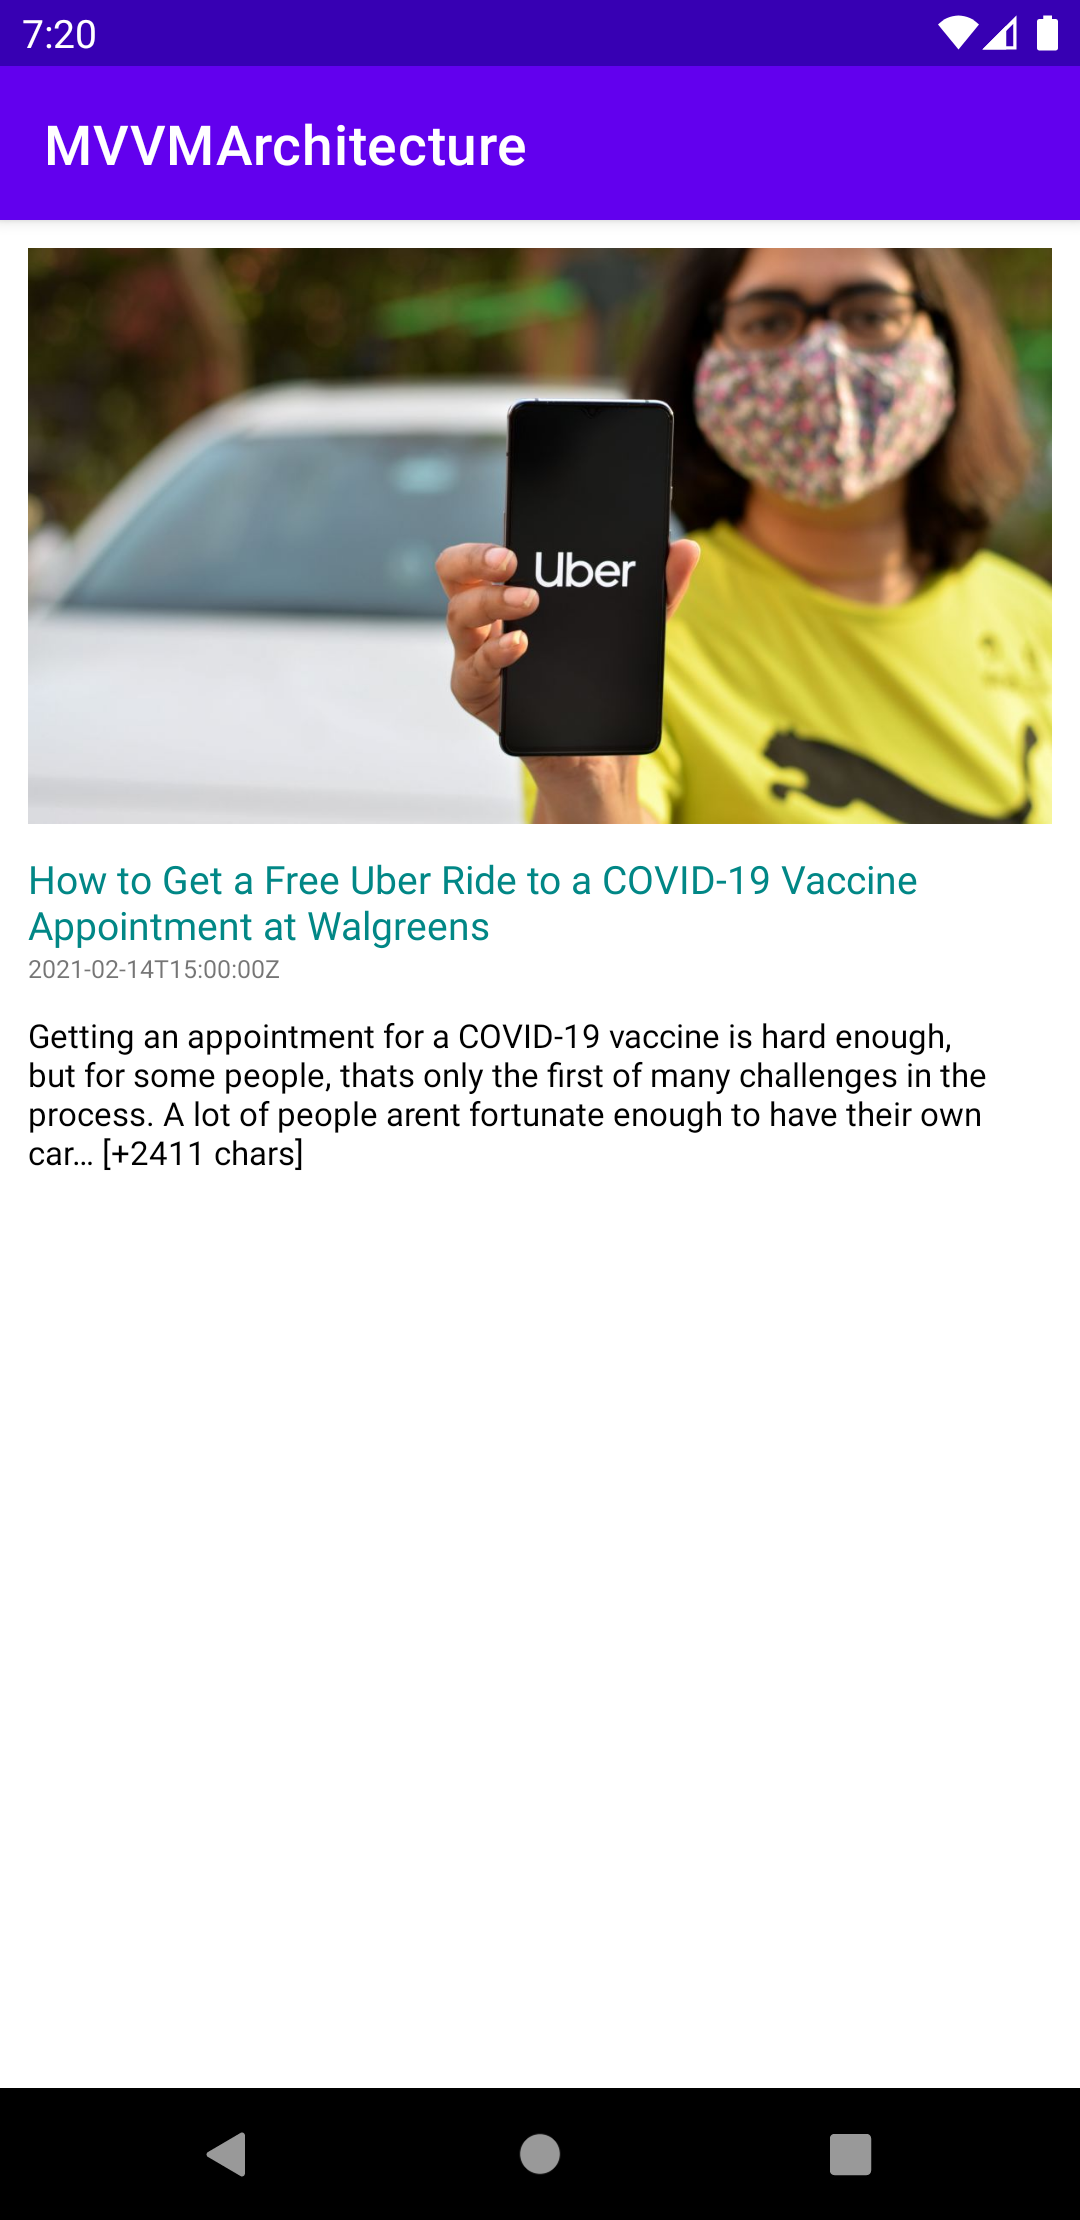 7:20
MVVMArchitecture
Uber
How to Get a Free Uber Ride to a COVID-19 Vaccine
Appointment at Walgreens
2021-02-14T15:00:00Z
Getting an appointment for a COVID-19 vaccine is hard enough,
but for some people, thats only the first of many challenges in the
process. A lot of people arent fortunate enough to have their own
car… [+2411 chars]